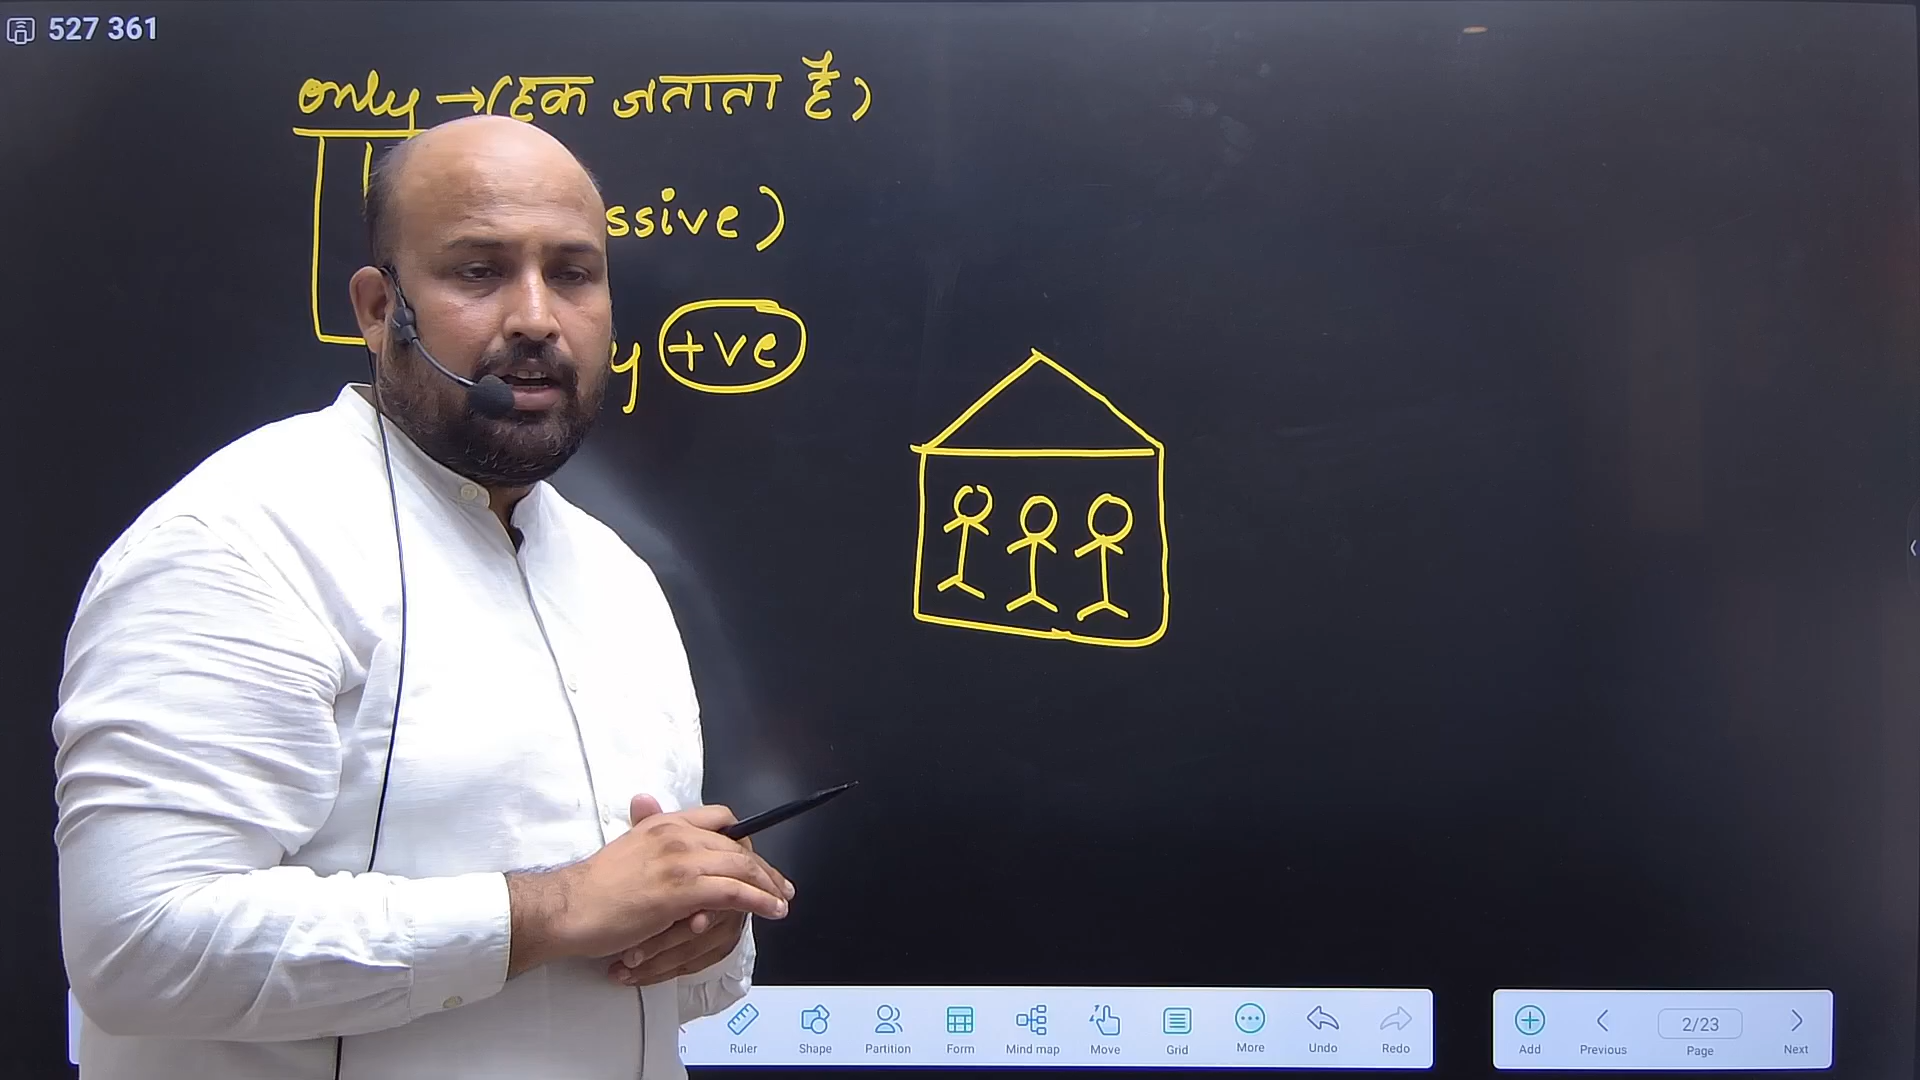 527 361
only →(हक जताता है)
ssive)
y +ve
Ruler Shape Partition Form Mind map Move Grid More Undo Redo
Add Previous 2/23 Page Next